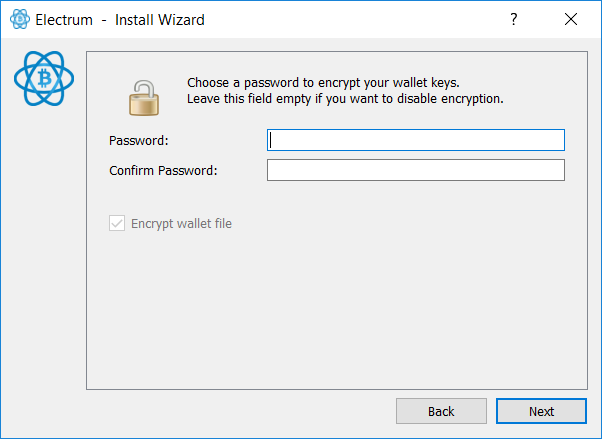 Electrum - Install Wizard
?
Choose a password to encrypt your wallet keys.
Leave this field empty if you want to disable encryption.
Password:
Confirm Password:
Encrypt wallet file
Back
Next